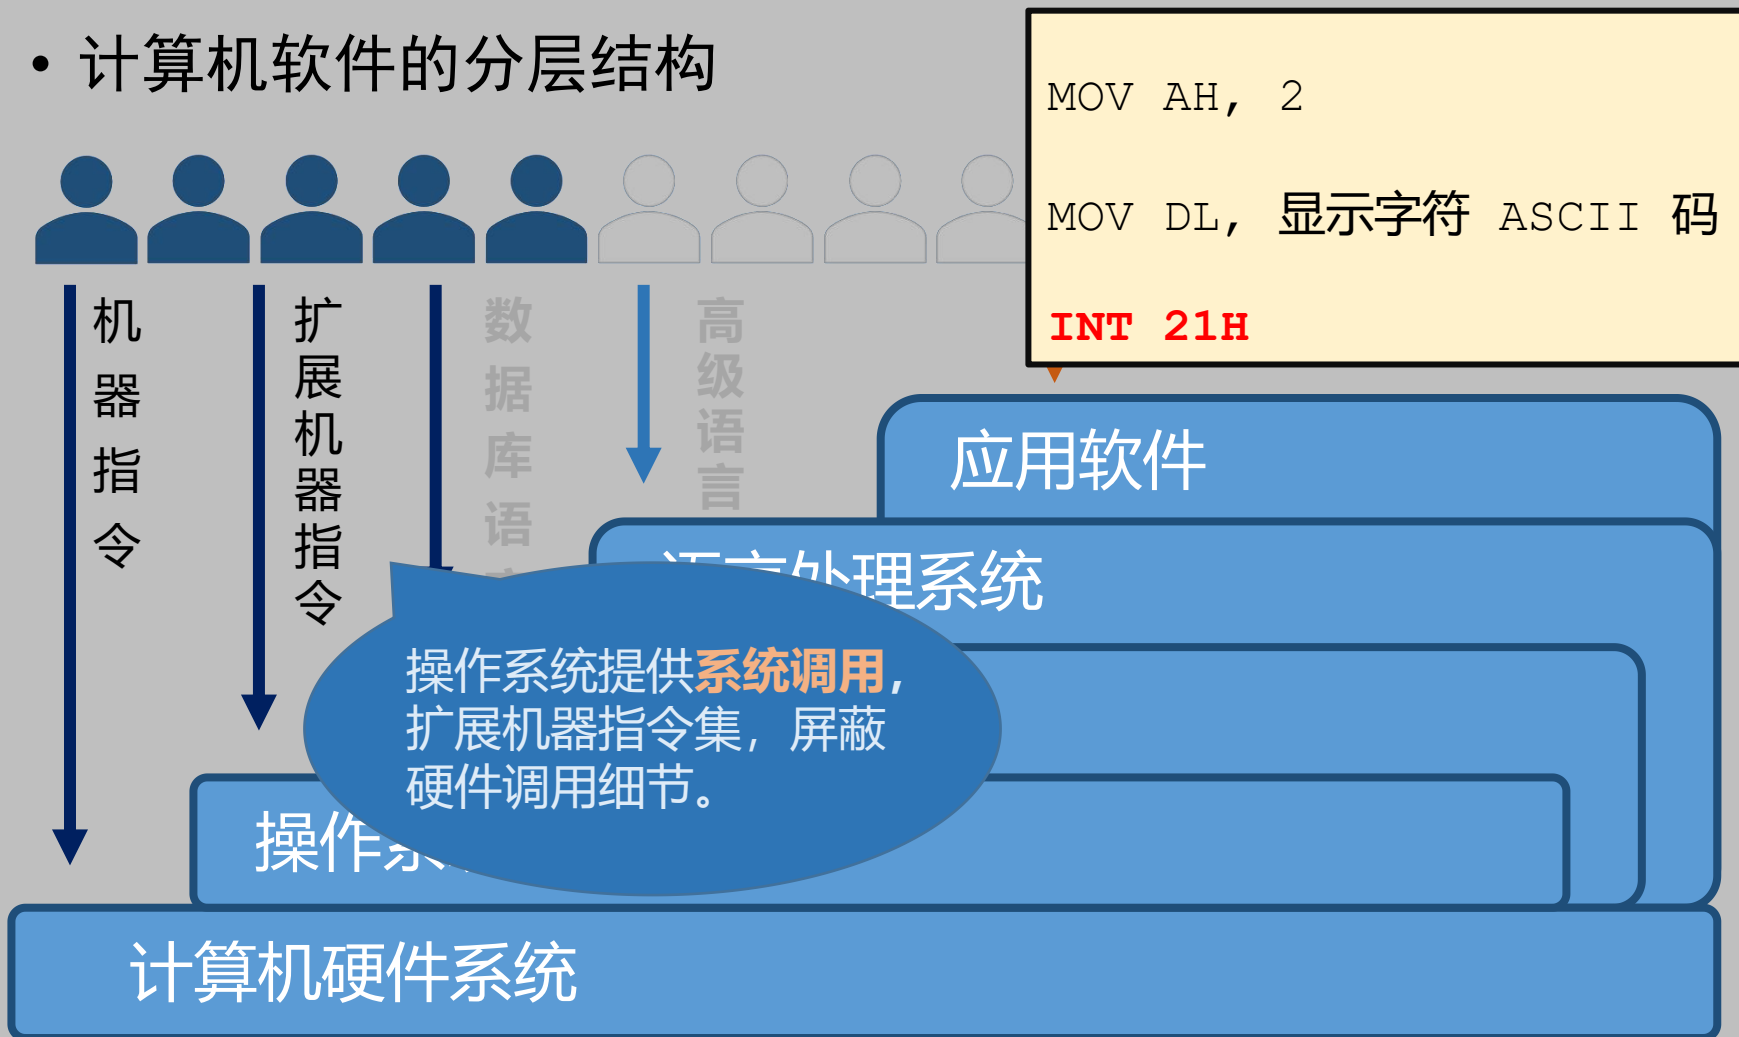 • 计算机软件的分层结构
MOV AH, 2
MOV DL, 显示字符 ASCII 码
INT 21H
机器指令
扩展机器指令
数据库语
高级语言
应用软件
处理系统
操作系统提供系统调用,
扩展机器指令集，屏蔽
硬件调用细节。
操作
计算机硬件系统